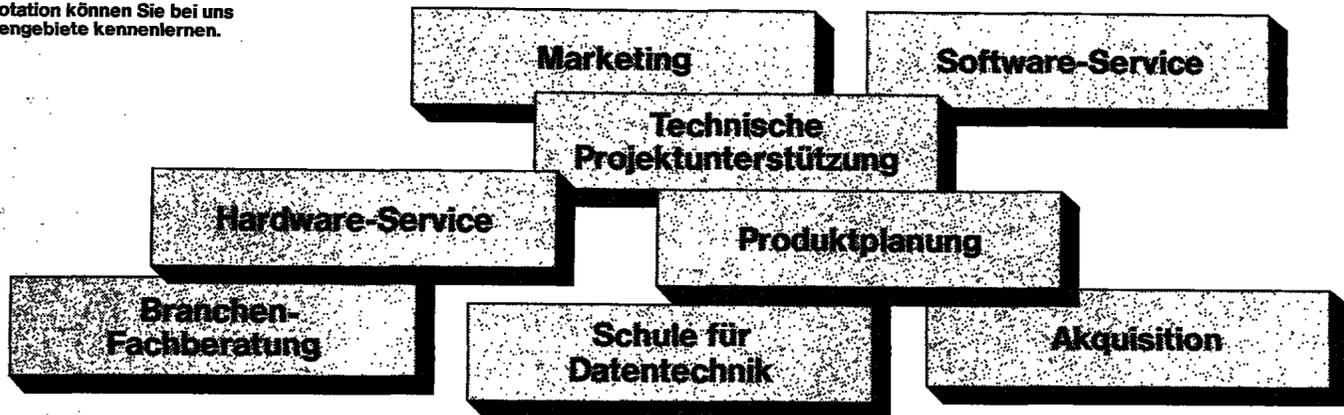 otation können Sie bei uns
engebiete kennenlernen.
Marketing
Software-Service
Technische
Projektunterstützung
Hardware-Service
Produktplanung
Branchen-
Fachberatung
Schule für
Datentechnik
Akquisition